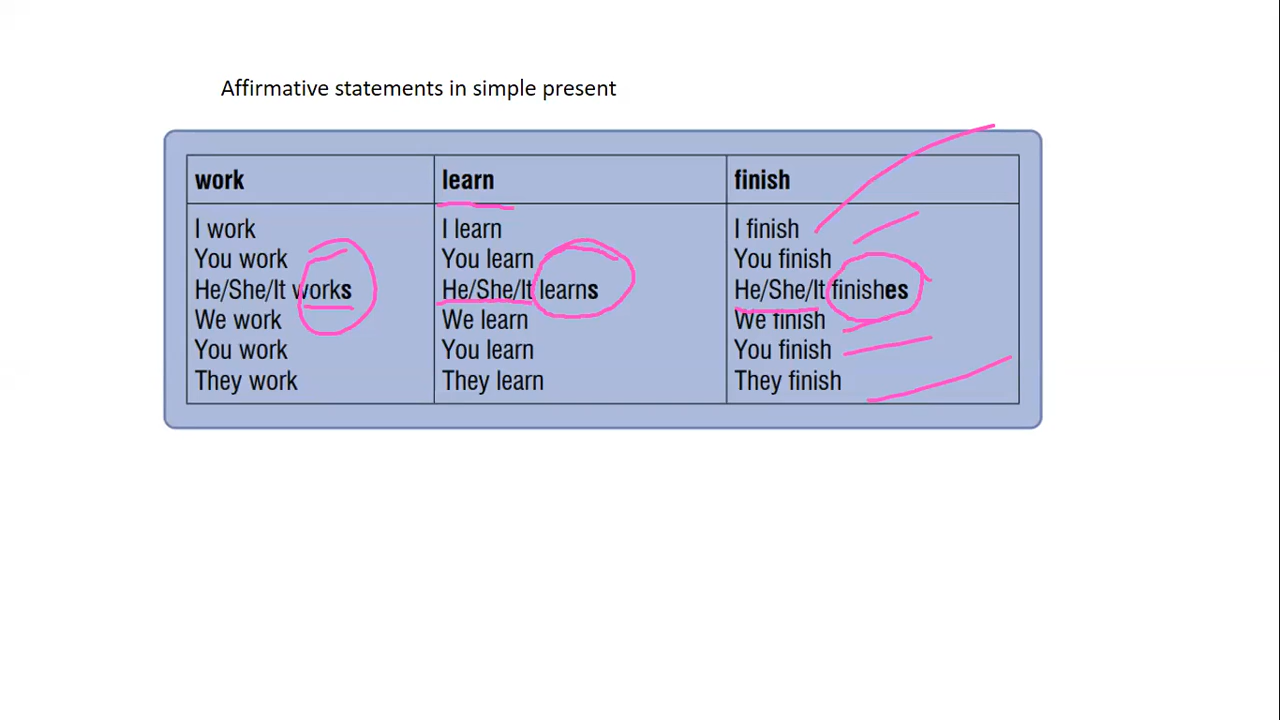 Affirmative statements in simple present
work
I work
You work
He/She/It works
We work
You work
They work
learn
I learn
You learn
He/She/It learns
We learn
You learn
They learn
finish
I finish
You finish
He/She/It finishes
We finish
You finish
They finish